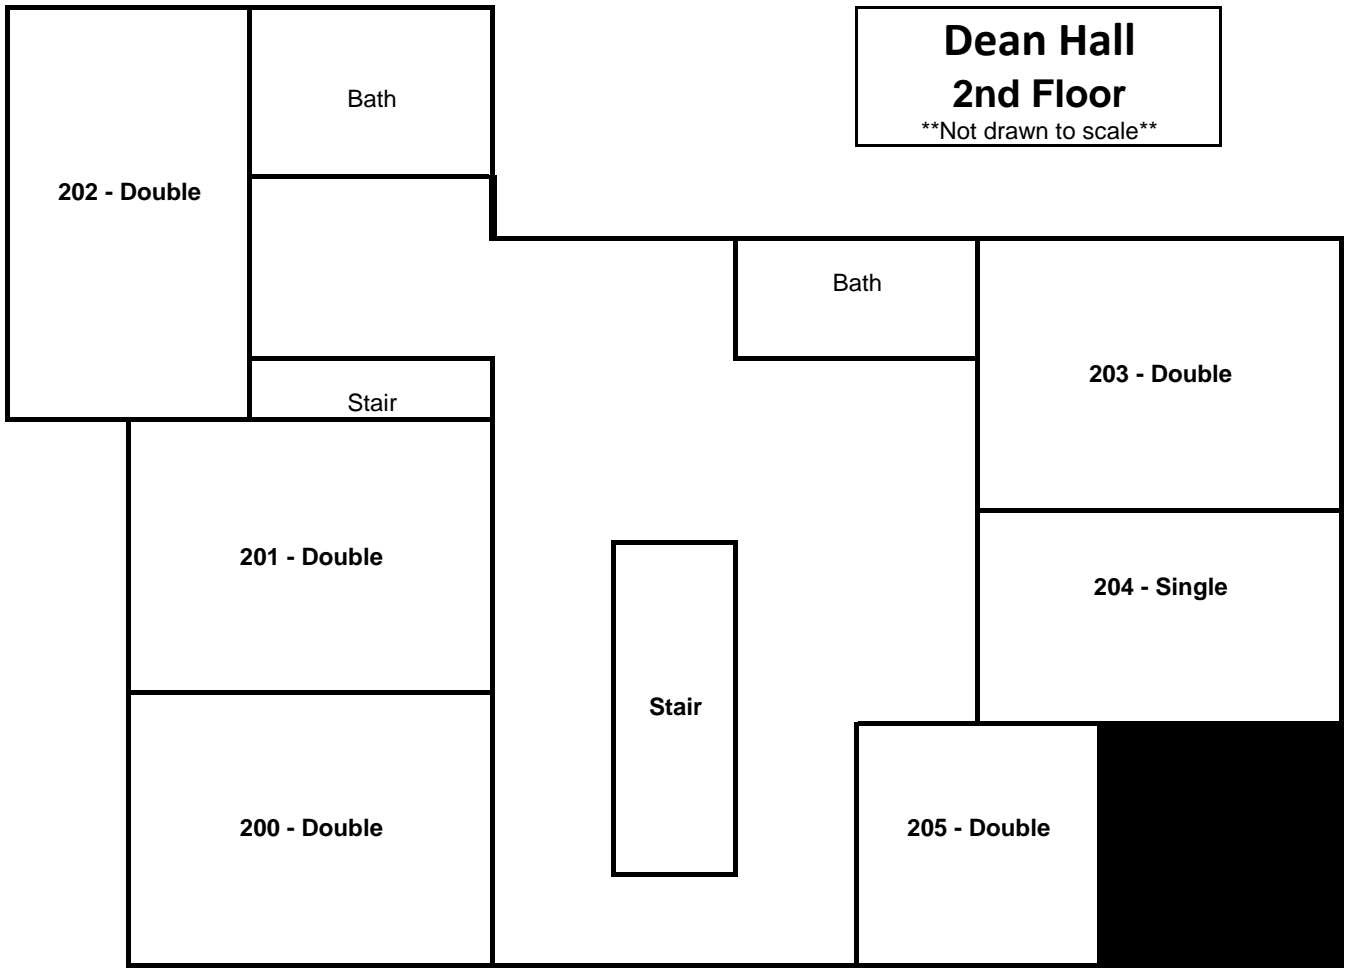 Dean Hall
2nd Floor
**Not drawn to scale**
Bath
202 - Double
Bath
203 - Double
Stair
201 - Double
204 - Single
Stair
200 - Double
205 - Double